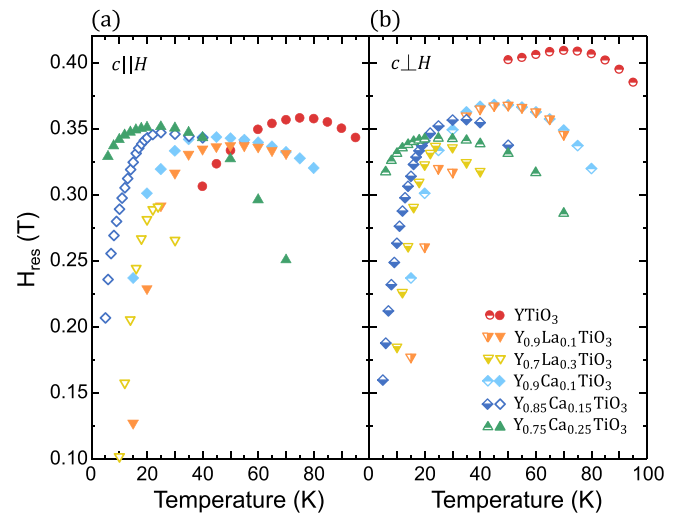 (a)
(b)
c||H
c⊥H
0.40
0.35
0.30
0.25
0.20
0.15
0.10
H_res (T)
YTiO₃
Y₀.₉La₀.₁TiO₃
Y₀.₇La₀.₃TiO₃
Y₀.₉Ca₀.₁TiO₃
Y₀.₈₅Ca₀.₁₅TiO₃
Y₀.₇₅Ca₀.₂₅TiO₃
0 20 40 60 80 0 20 40 60 80 100
Temperature (K) Temperature (K)